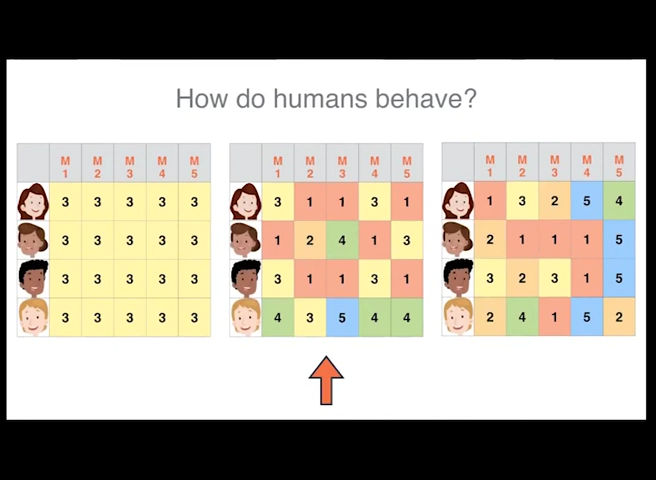 How do humans behave?
M 1 M 2 M 3 M 4 M 5
3 3 3 3 3
3 3 3 3 3
3 3 3 3 3
3 3 3 3 3
M 1 M 2 M 3 M 4 M 5
3 1 1 3 1
1 2 4 1 3
3 1 1 3 1
4 3 5 4 4
M 1 M 2 M 3 M 4 M 5
1 3 2 5 4
2 1 1 1 5
3 2 3 1 5
2 4 1 5 2